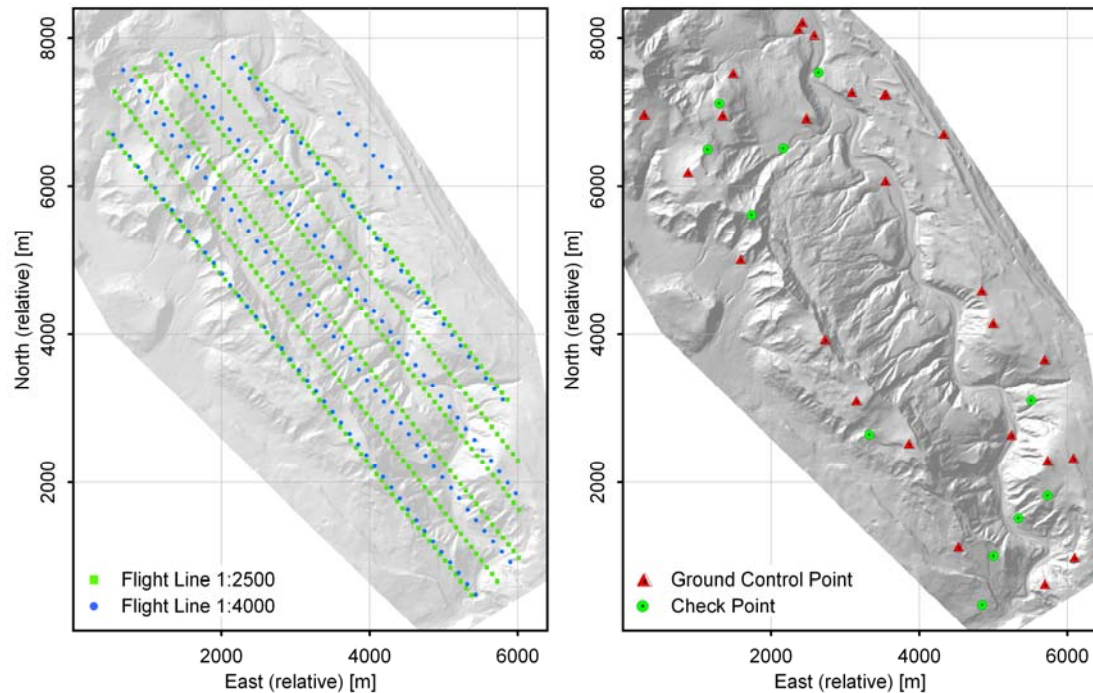 8000
6000
4000
2000
North (relative) [m]
Flight Line 1:2500
Flight Line 1:4000
2000
4000
6000
East (relative) [m]
8000
6000
4000
2000
North (relative) [m]
Ground Control Point
Check Point
2000
4000
6000
East (relative) [m]